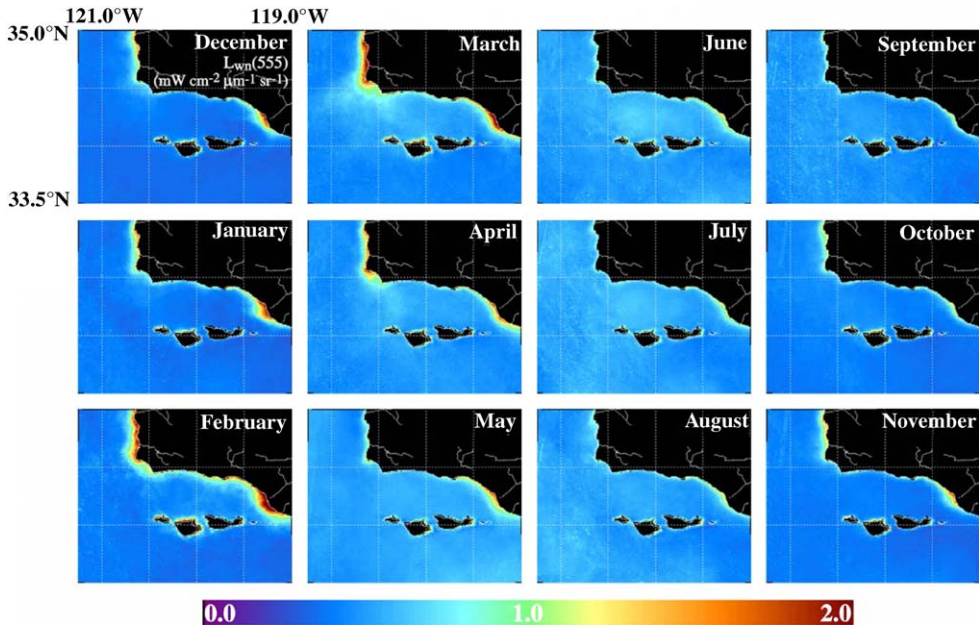 121.0°W 119.0°W
35.0°N
33.5°N
December
Lwn(555)
(mW cm-2 µm-1 sr-1)
March
June
September
January
April
July
October
February
May
August
November
0.0 1.0 2.0